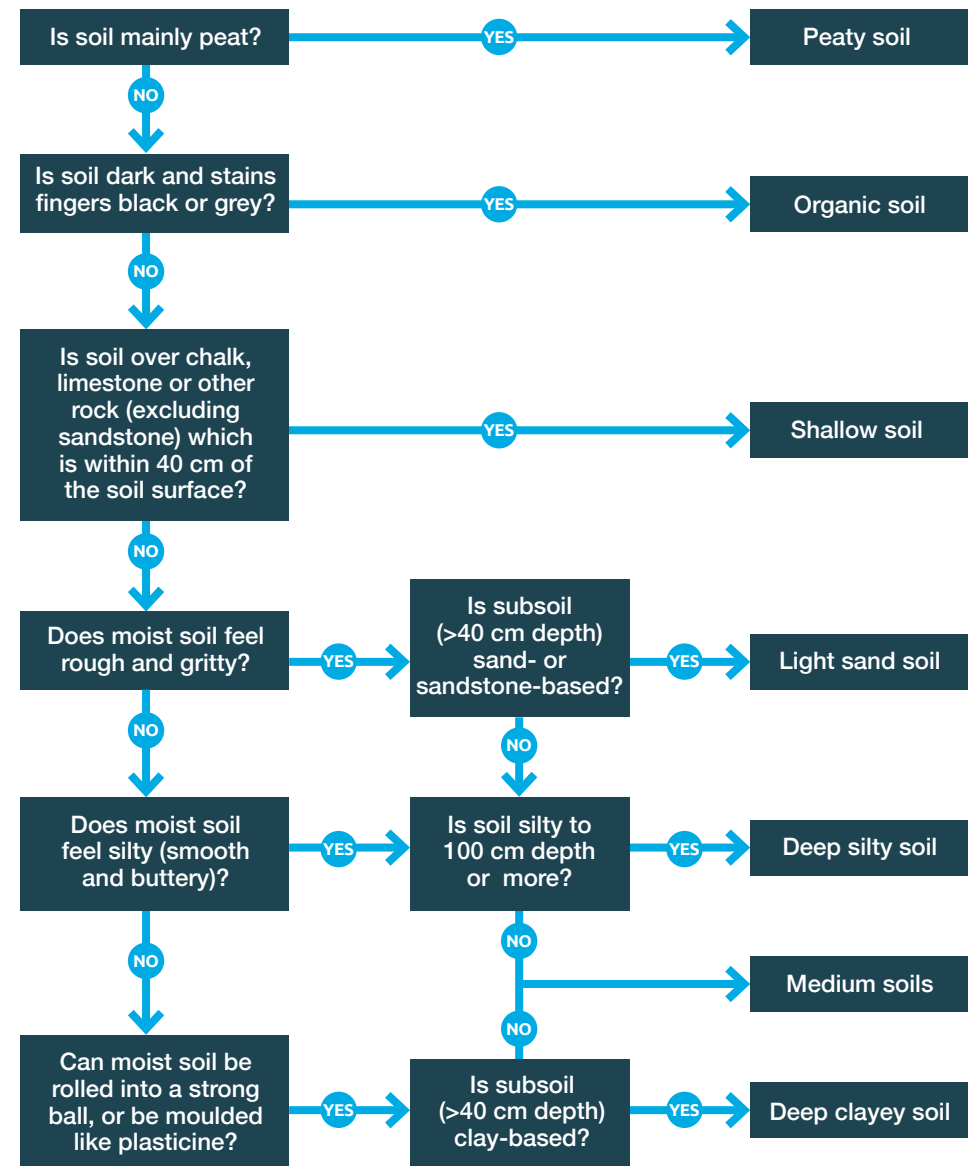 Is soil mainly peat?
YES
Peaty soil
NO
Is soil dark and stains
fingers black or grey?
YES
Organic soil
NO
Is soil over chalk,
limestone or other
rock (excluding
sandstone) which
is within 40 cm of
the soil surface?
YES
Shallow soil
NO
Does moist soil feel
rough and gritty?
YES
Is subsoil
(>40 cm depth)
sand- or
sandstone-based?
YES
Light sand soil
NO
NO
Does moist soil
feel silty (smooth
and buttery)?
YES
Is soil silty to
100 cm depth
or more?
YES
Deep silty soil
NO
NO
Medium soils
NO
Can moist soil be
rolled into a strong
ball, or be moulded
like plasticine?
YES
Is subsoil
(>40 cm depth)
clay-based?
YES
Deep clayey soil